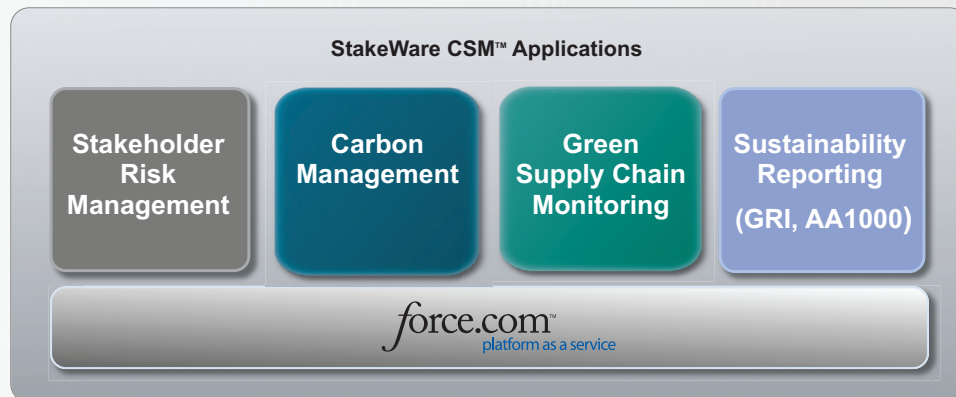 StakeWare CSM™ Applications
Stakeholder
Risk
Management
Carbon
Management
Green
Supply Chain
Monitoring
Sustainability
Reporting
(GRI, AA1000)
force.com™
platform as a service